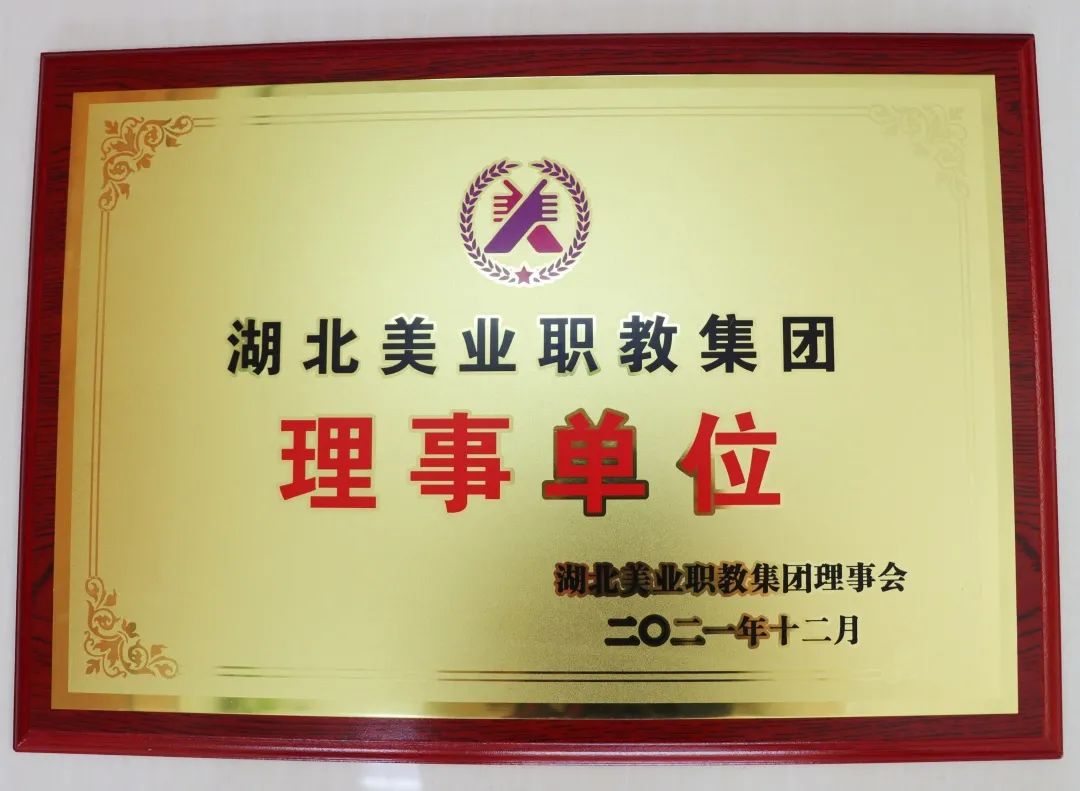 湖北美业职教集团
理事单位
湖北美业职教集团理事会
二〇二一年十二月